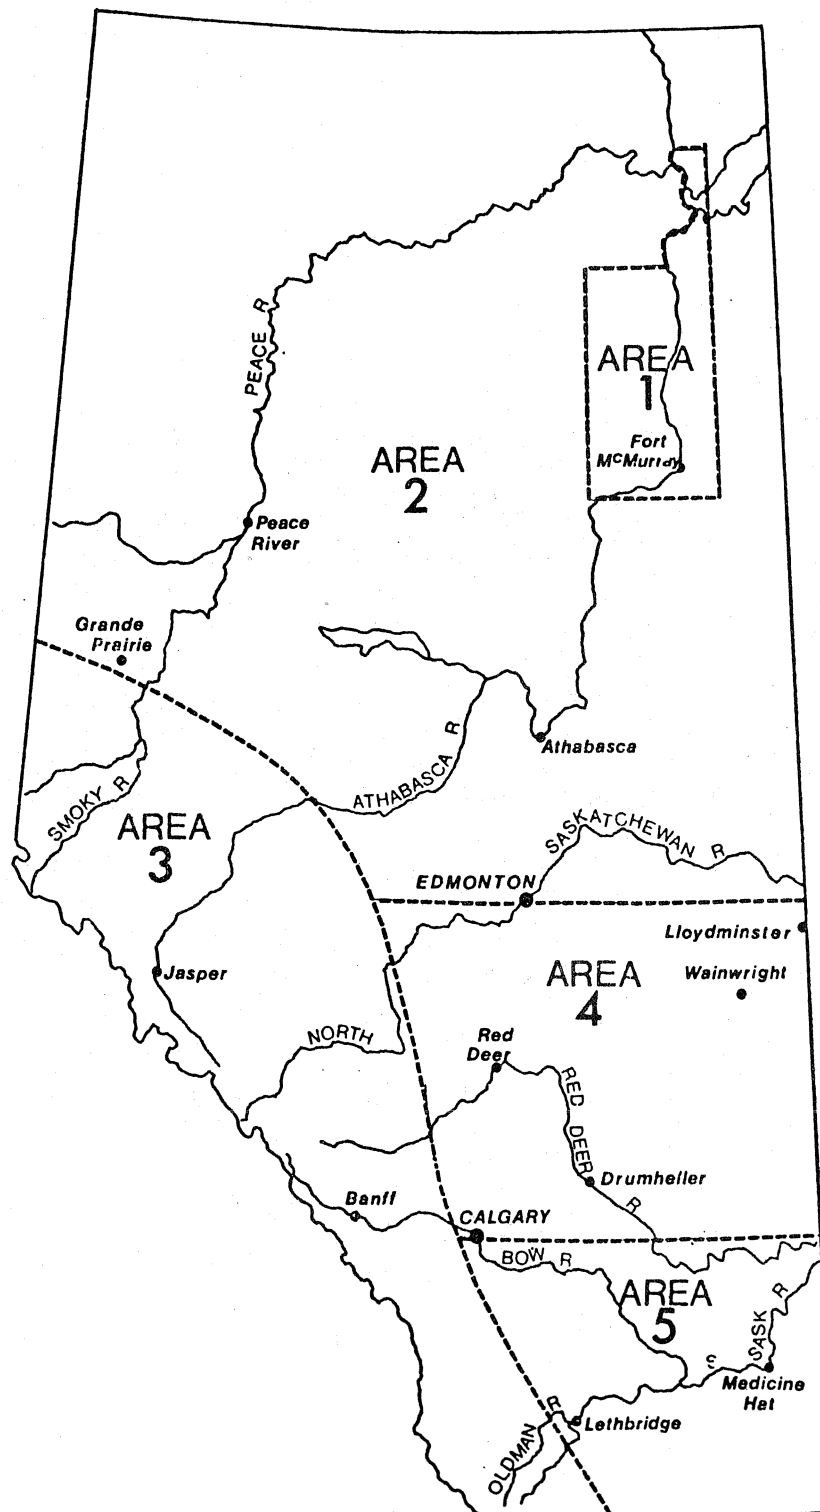 PEACE R
AREA
1
Fort
McMurray
AREA
2
Peace
River
Grande
Prairie
ATHABASCA R
Athabasca
SMOKY R
AREA
3
SASKATCHEWAN R
EDMONTON
Lloydminster
Jasper
AREA
4
Wainwright
NORTH
Red
Deer
RED DEER R
Drumheller
Banff
CALGARY
BOW R
AREA
5
S SASK R
Medicine
Hat
Lethbridge
OLDMAN R